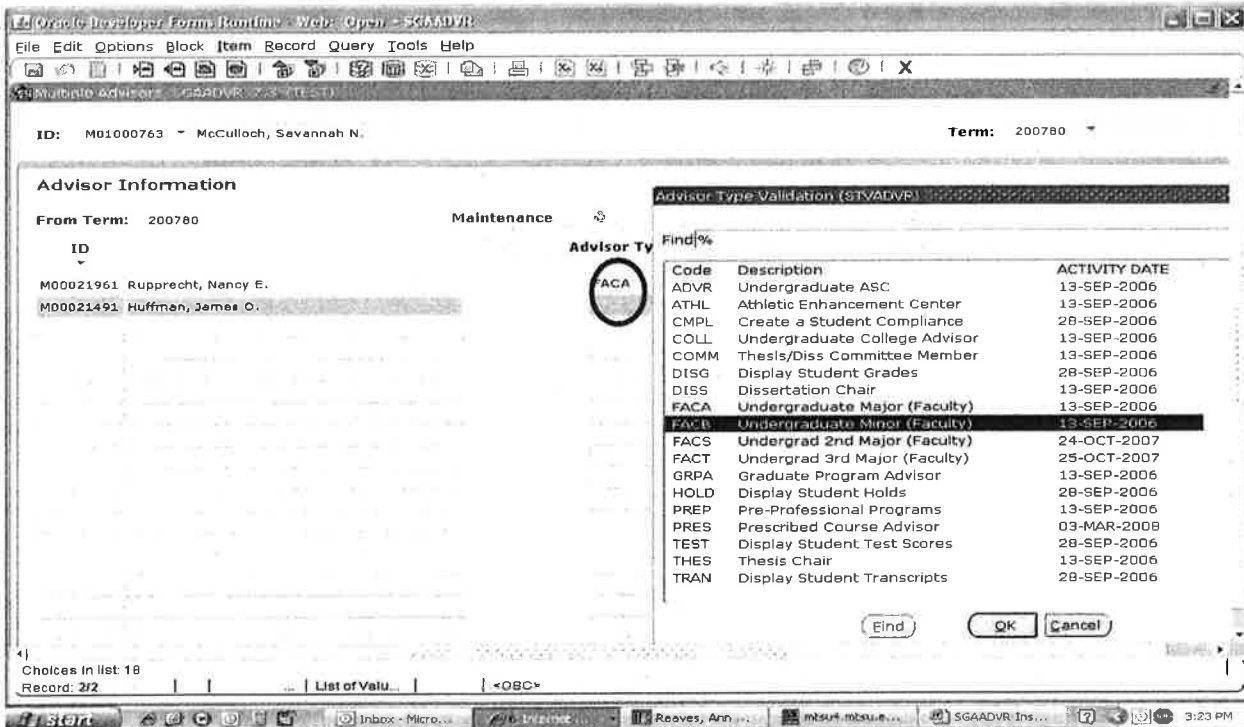 Oracle Developer Forms Runtime - Web: Open - SGAADVR
File Edit Options Block Item Record Query Tools Help
Multiple Advisors SGAADVR 7.3 (TEST)
ID: M01000763 McCulloch, Savannah N. Term: 200780
Advisor Information
From Term: 200780 Maintenance
ID Advisor Ty
M00021961 Rupprecht, Nancy E. FACA
M00021491 Huffman, James O.
Advisor Type Validation (STVADVR)
Find %
Code Description ACTIVITY DATE
ADVR Undergraduate ASC 13-SEP-2006
ATHL Athletic Enhancement Center 13-SEP-2006
CMPL Create a Student Compliance 28-SEP-2006
COLL Undergraduate College Advisor 13-SEP-2006
COMM Thesis/Diss Committee Member 13-SEP-2006
DISG Display Student Grades 28-SEP-2006
DISS Dissertation Chair 13-SEP-2006
FACA Undergraduate Major (Faculty) 13-SEP-2006
FACB Undergraduate Minor (Faculty) 13-SEP-2006
FACS Undergrad 2nd Major (Faculty) 24-OCT-2007
FACT Undergrad 3rd Major (Faculty) 25-OCT-2007
GRPA Graduate Program Advisor 13-SEP-2006
HOLD Display Student Holds 28-SEP-2006
PREP Pre-Professional Programs 13-SEP-2006
PRES Prescribed Course Advisor 03-MAR-2008
TEST Display Student Test Scores 28-SEP-2006
THES Thesis Chair 13-SEP-2006
TRAN Display Student Transcripts 28-SEP-2006
Find OK Cancel
Choices in list: 18
Record: 2/2 ... List of Valu... <OSC>
Start Inbox - Micro... 6 Internet ... Reaves, Ann ... mtsu4.mtsu.e... SGAADVR Ins... 3:23 PM